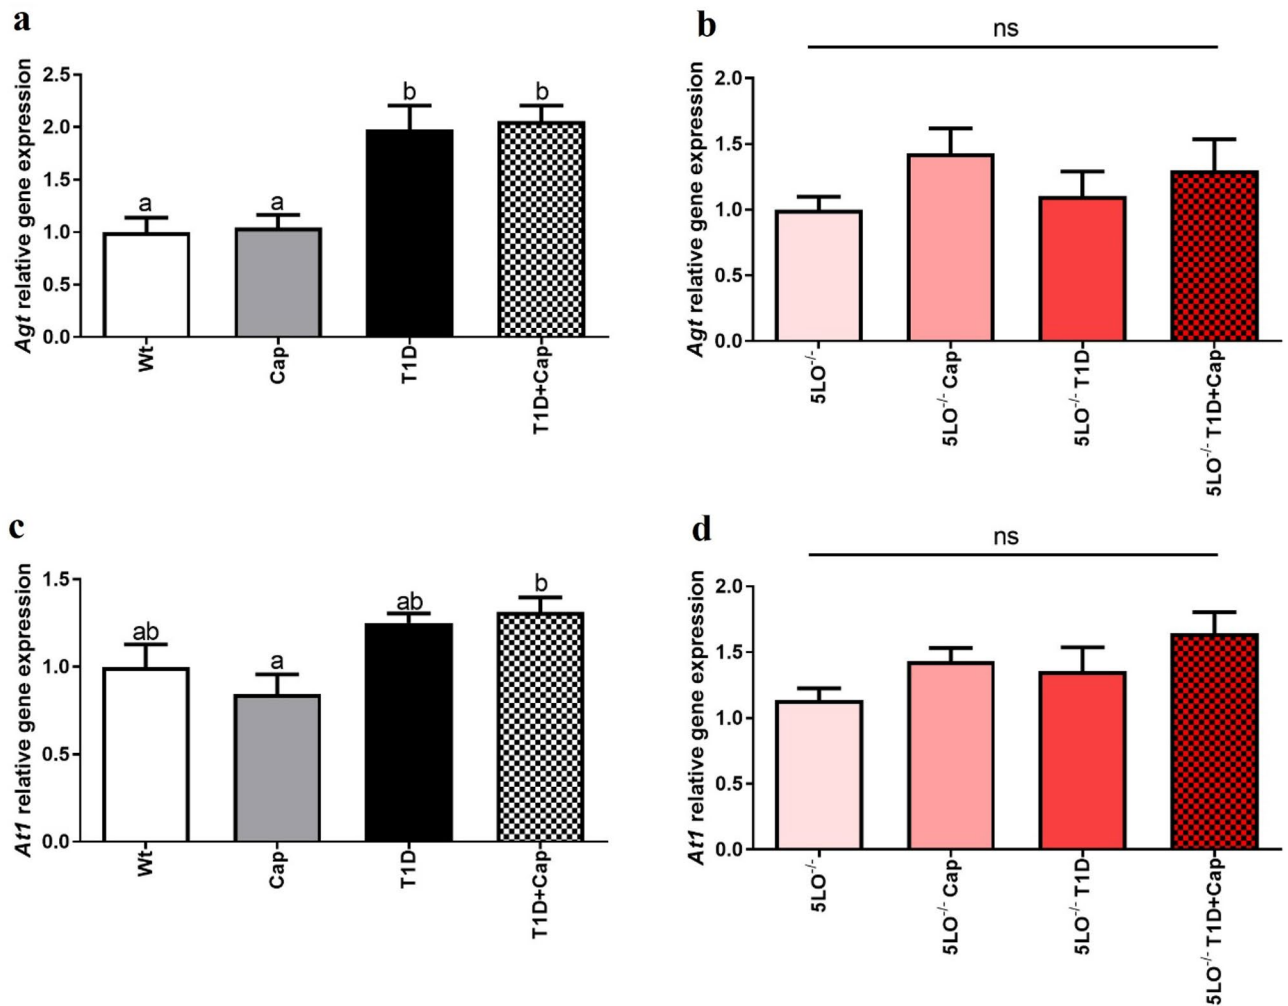 a
Agt relative gene expression
2.5
2.0
1.5
1.0
0.5
0.0
a
a
b
b
Wt
Cap
T1D
T1D+Cap
b
ns
Agt relative gene expression
2.0
1.5
1.0
0.5
0.0
5LO-/-
5LO-/- Cap
5LO-/- T1D
5LO-/- T1D+Cap
c
At1 relative gene expression
1.5
1.0
0.5
0.0
ab
a
ab
b
Wt
Cap
T1D
T1D+Cap
d
ns
At1 relative gene expression
2.0
1.5
1.0
0.5
0.0
5LO-/-
5LO-/- Cap
5LO-/- T1D
5LO-/- T1D+Cap